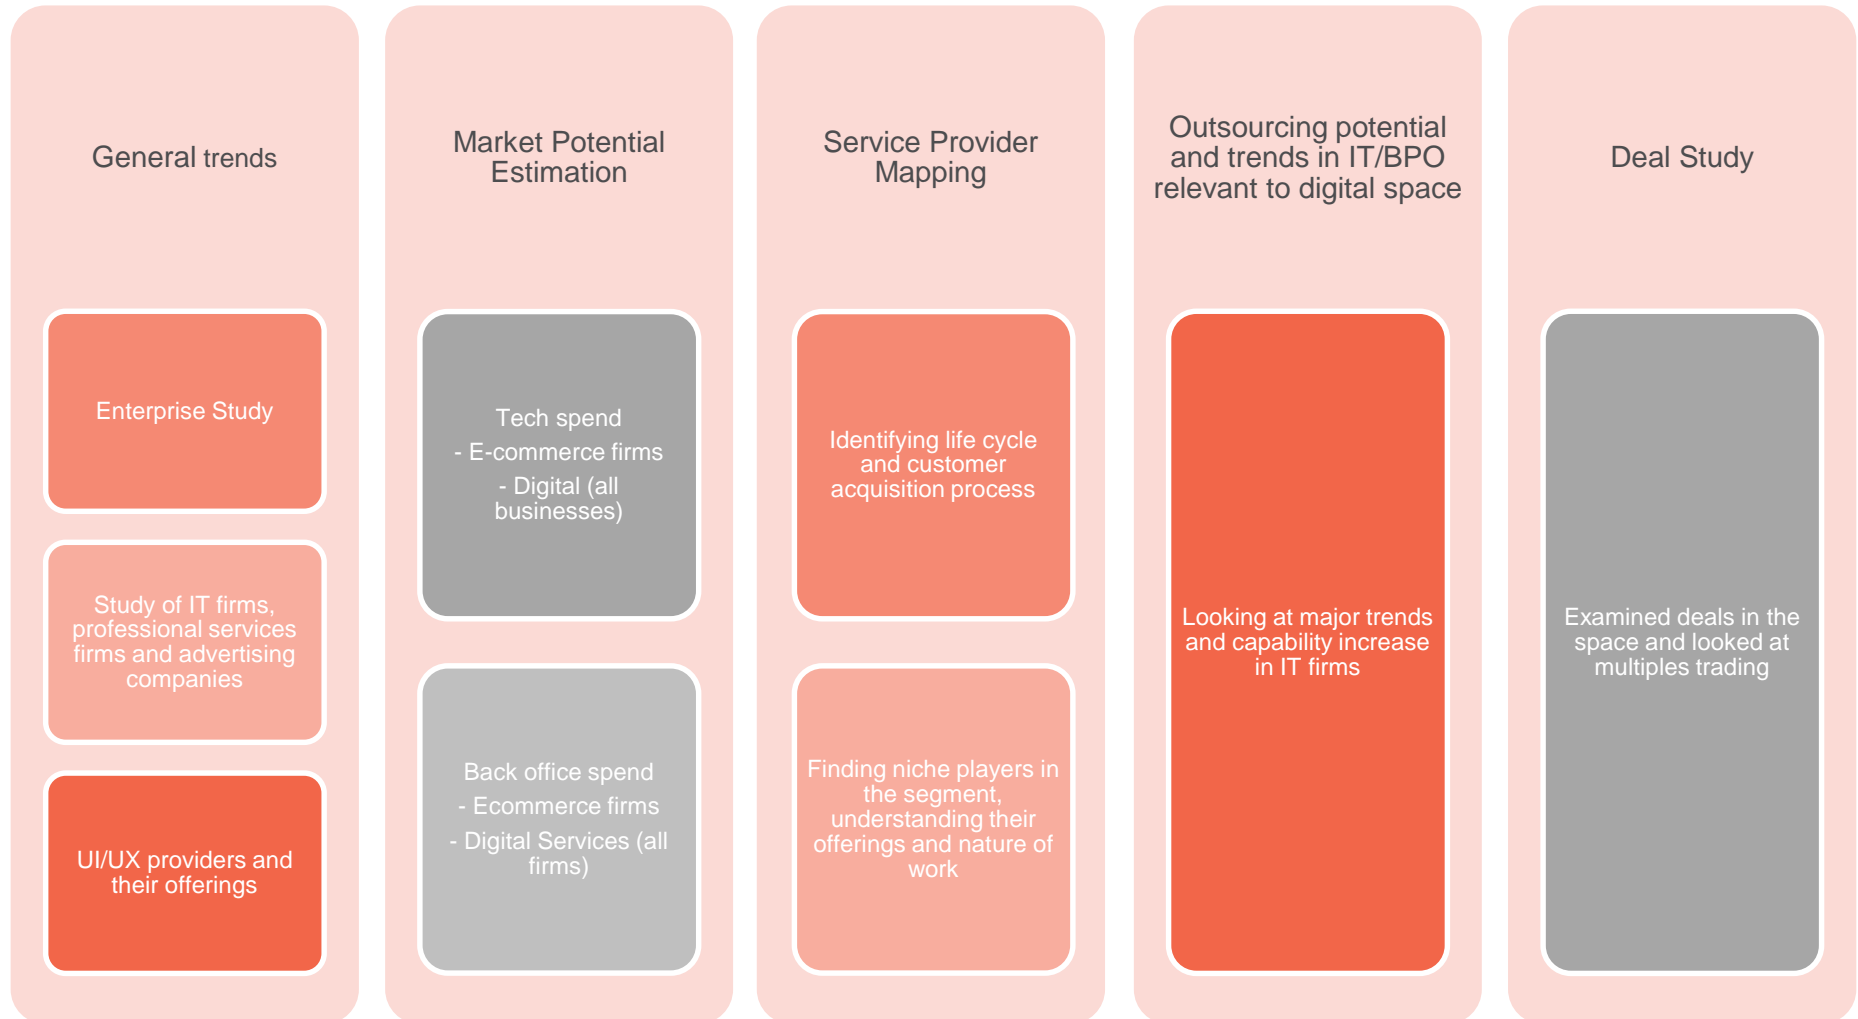 General trends
Enterprise Study
Study of IT firms,
professional services
firms and advertising
companies
UI/UX providers and
their offerings
Market Potential
Estimation
Tech spend
- E-commerce firms
- Digital (all
businesses)
Back office spend
- Ecommerce firms
- Digital Services (all
firms)
Service Provider
Mapping
Identifying life cycle
and customer
acquisition process
Finding niche players in
the segment,
understanding their
offerings and nature of
work
Outsourcing potential
and trends in IT/BPO
relevant to digital space
Looking at major trends
and capability increase
in IT firms
Deal Study
Examined deals in the
space and looked at
multiples trading